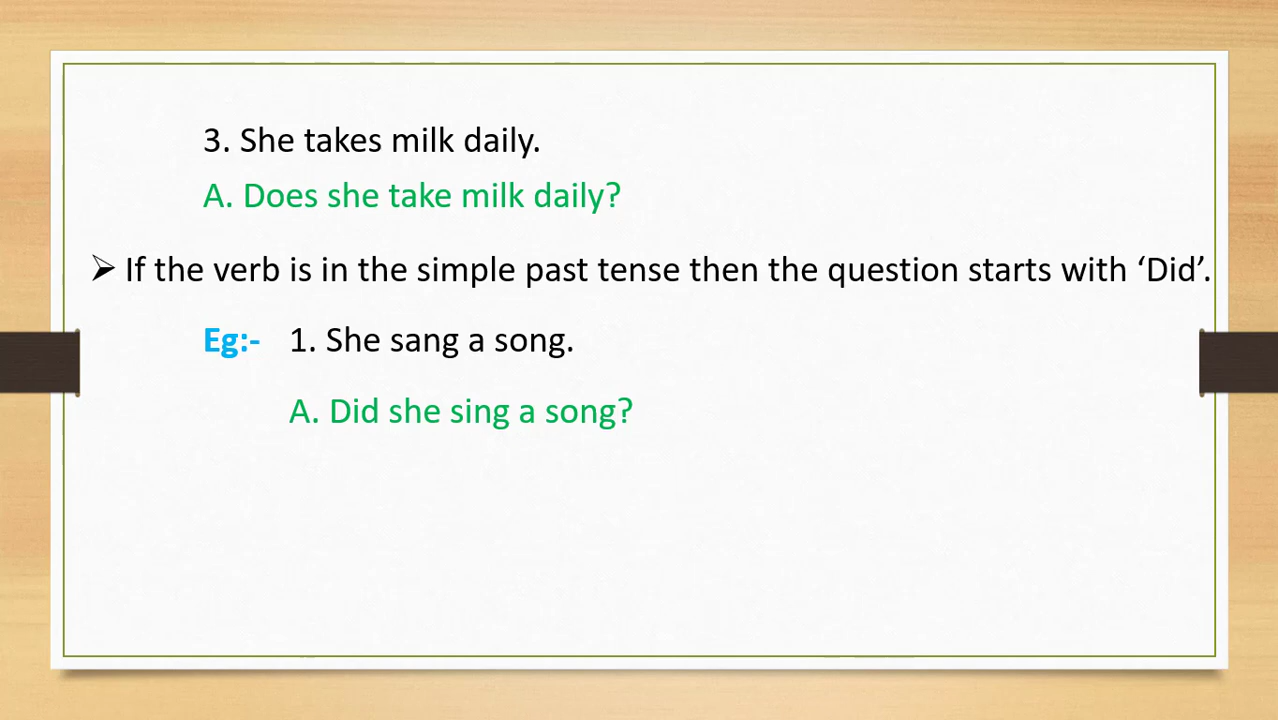 3. She takes milk daily.
A. Does she take milk daily?
➢ If the verb is in the simple past tense then the question starts with ‘Did’.
Eg:- 1. She sang a song.
A. Did she sing a song?